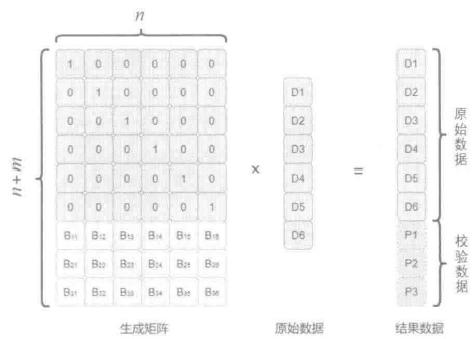 n
n+m
1 0 0 0 0 0
0 1 0 0 0 0
0 0 1 0 0 0
0 0 0 1 0 0
0 0 0 0 1 0
0 0 0 0 0 1
B₁₁ B₁₂ B₁₃ B₁₄ B₁₅ B₁₆
B₂₁ B₂₂ B₂₃ B₂₄ B₂₅ B₂₆
B₃₁ B₃₂ B₃₃ B₃₄ B₃₅ B₃₆
生成矩阵
x
D1
D2
D3
D4
D5
D6
原始数据
=
D1
D2
D3
D4
D5
D6
P1
P2
P3
结果数据
原始数据
校验数据